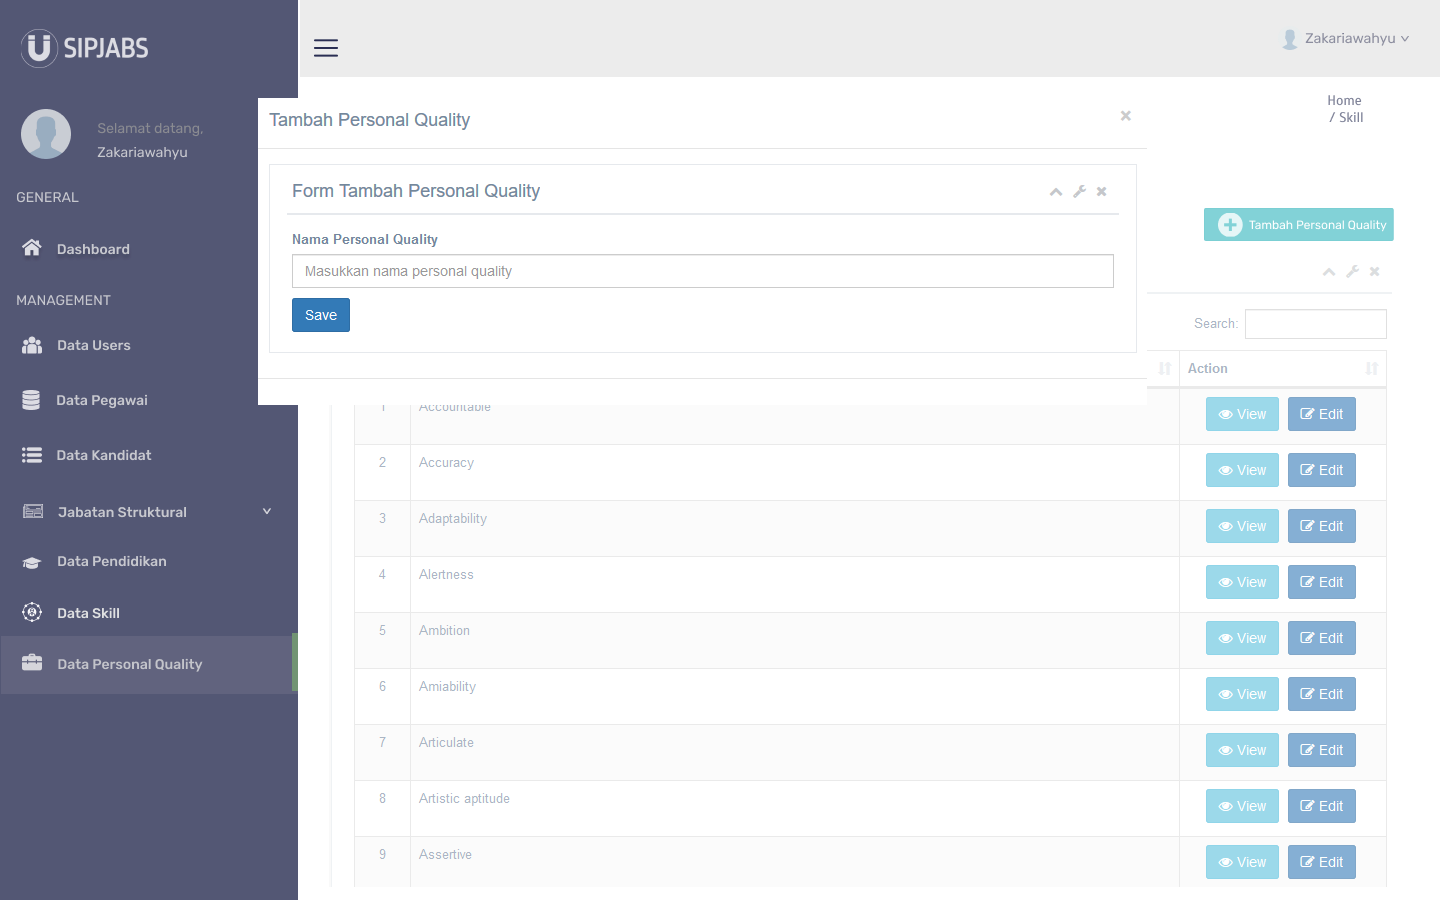 SIPJABS
Zakariawahyu
Selamat datang,
Zakariawahyu
GENERAL
Dashboard
MANAGEMENT
Data Users
Data Pegawai
Data Kandidat
Jabatan Struktural
Data Pendidikan
Data Skill
Data Personal Quality
Home
/ Skill
Tambah Personal Quality
Form Tambah Personal Quality
Nama Personal Quality
Masukkan nama personal quality
Save
Tambah Personal Quality
Search:
Action
1 Accountable View Edit
2 Accuracy View Edit
3 Adaptability View Edit
4 Alertness View Edit
5 Ambition View Edit
6 Amiability View Edit
7 Articulate View Edit
8 Artistic aptitude View Edit
9 Assertive View Edit